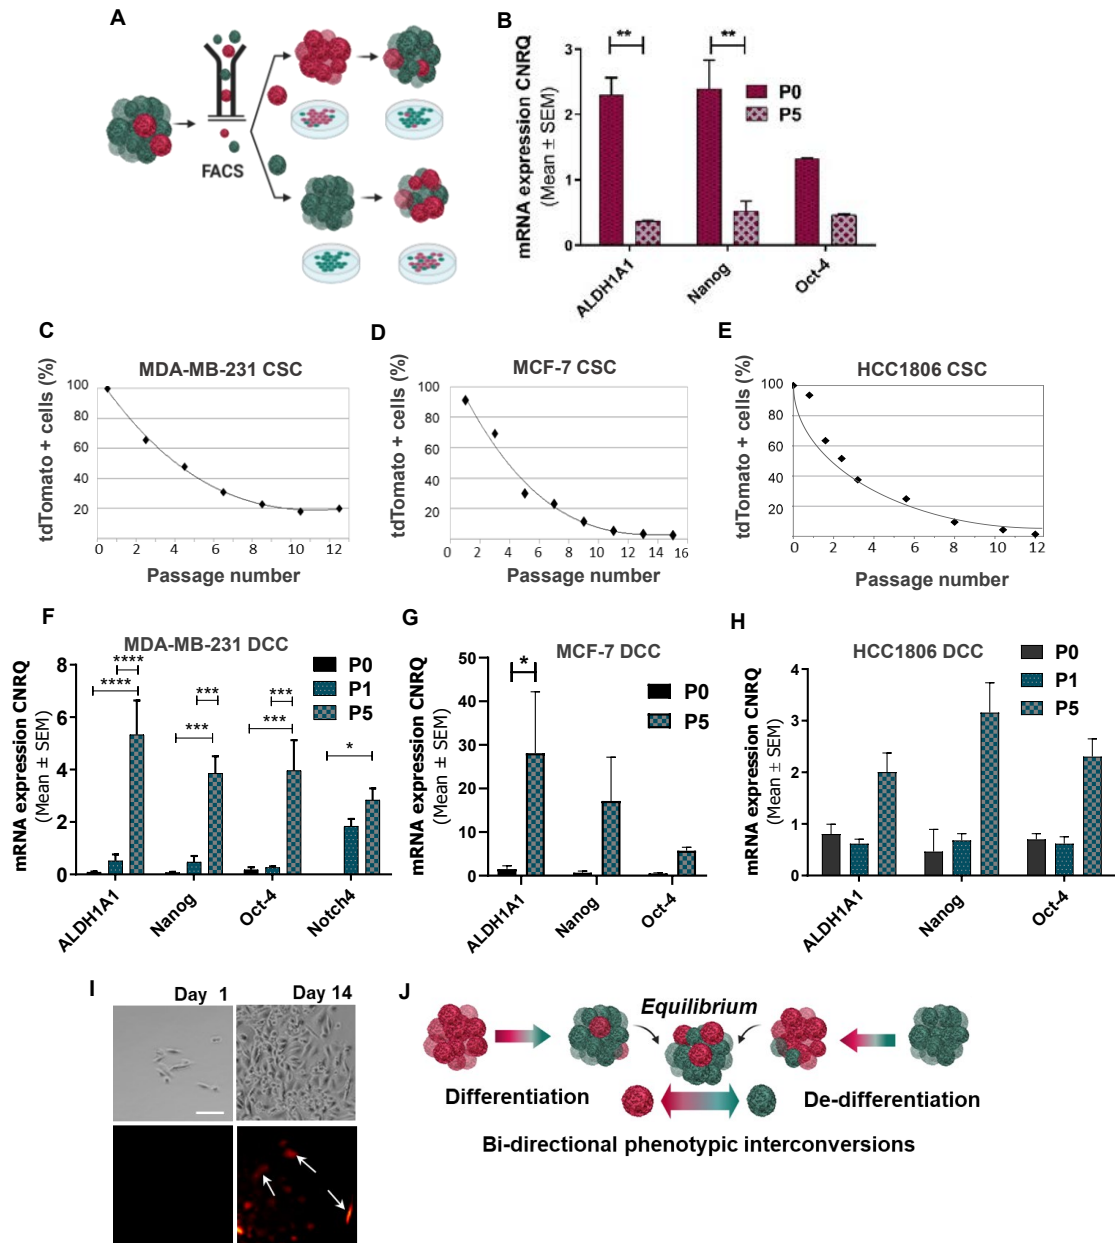 A
FACS
B
mRNA expression CNRQ
(Mean ± SEM)
3
2
1
0
**
**
P0
P5
ALDH1A1
Nanog
Oct-4
C
MDA-MB-231 CSC
tdTomato + cells (%)
100
80
60
40
20
0 2 4 6 8 10 12
Passage number
D
MCF-7 CSC
tdTomato + cells (%)
100
80
60
40
20
0 2 4 6 8 10 12 14 16
Passage number
E
HCC1806 CSC
tdTomato + cells (%)
100
80
60
40
20
0 2 4 6 8 10 12
Passage number
F
MDA-MB-231 DCC
mRNA expression CNRQ
(Mean ± SEM)
8
6
4
2
0
****
****
***
***
***
***
*
P0
P1
P5
ALDH1A1
Nanog
Oct-4
Notch4
G
MCF-7 DCC
mRNA expression CNRQ
(Mean ± SEM)
50
40
30
20
10
0
*
P0
P5
ALDH1A1
Nanog
Oct-4
H
HCC1806 DCC
mRNA expression CNRQ
(Mean ± SEM)
4
3
2
1
0
P0
P1
P5
ALDH1A1
Nanog
Oct-4
I
Day 1
Day 14
J
Equilibrium
Differentiation
De-differentiation
Bi-directional phenotypic interconversions